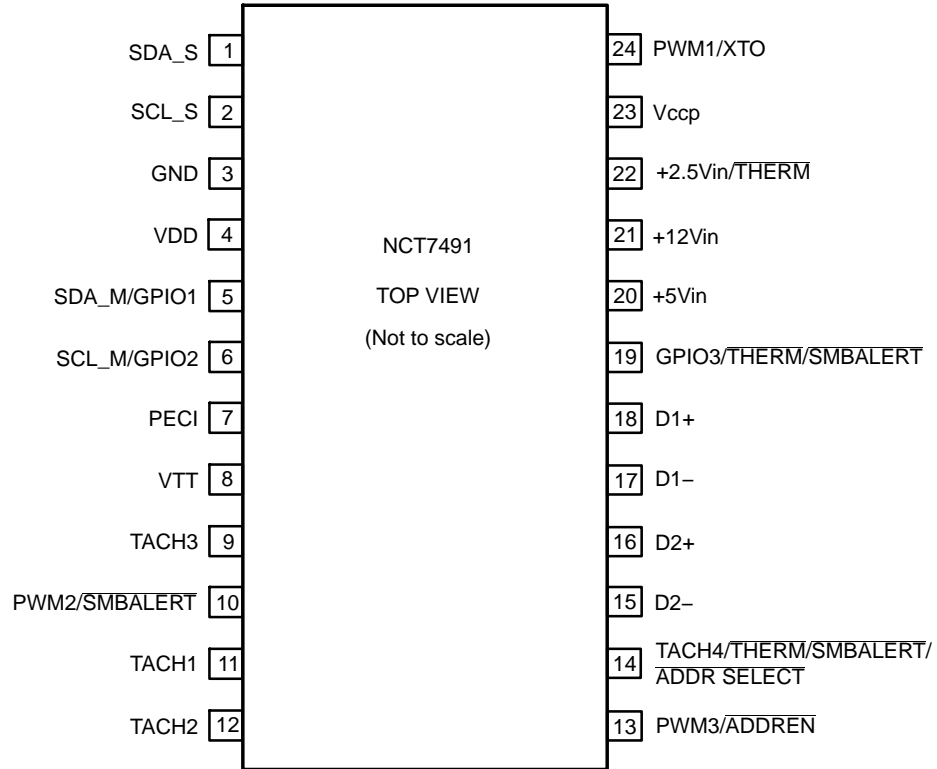 SDA_S 1
SCL_S 2
GND 3
VDD 4
SDA_M/GPIO1 5
SCL_M/GPIO2 6
PECI 7
VTT 8
TACH3 9
PWM2/SMBALERT 10
TACH1 11
TACH2 12
NCT7491
TOP VIEW
(Not to scale)
24 PWM1/XTO
23 Vccp
22 +2.5Vin/THERM
21 +12Vin
20 +5Vin
19 GPIO3/THERM/SMBALERT
18 D1+
17 D1−
16 D2+
15 D2−
14 TACH4/THERM/SMBALERT/
ADDR SELECT
13 PWM3/ADDREN